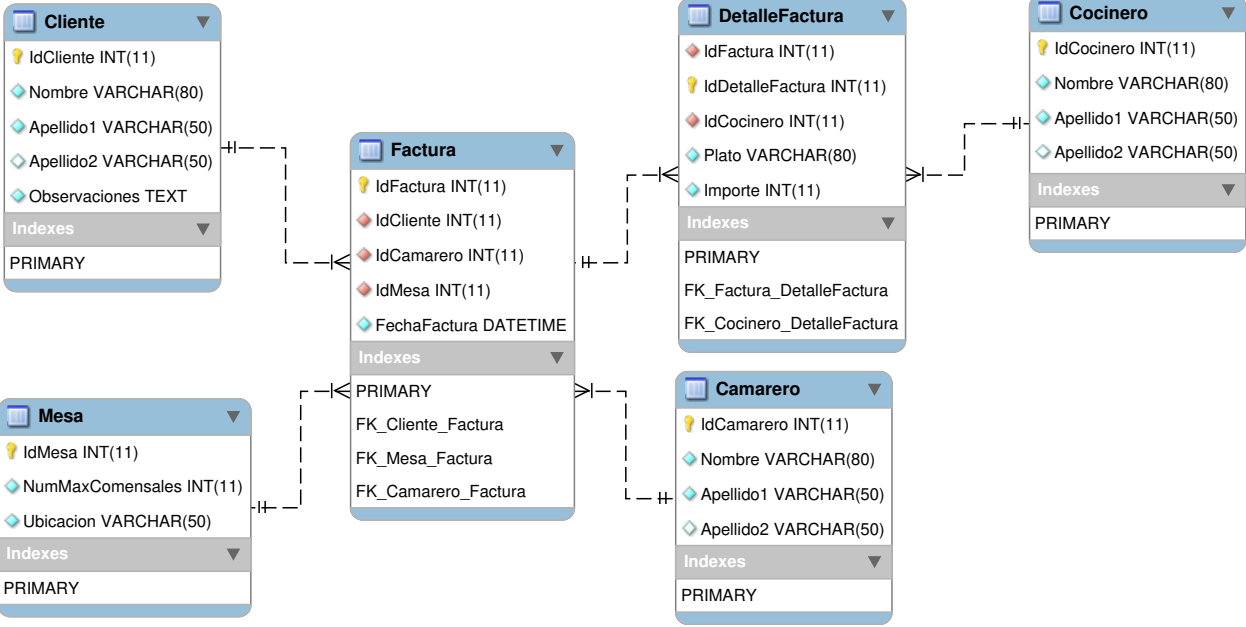 Cliente
IdCliente INT(11)
Nombre VARCHAR(80)
Apellido1 VARCHAR(50)
Apellido2 VARCHAR(50)
Observaciones TEXT
Indexes
PRIMARY
Mesa
IdMesa INT(11)
NumMaxComensales INT(11)
Ubicacion VARCHAR(50)
Indexes
PRIMARY
Factura
IdFactura INT(11)
IdCliente INT(11)
IdCamarero INT(11)
IdMesa INT(11)
FechaFactura DATETIME
Indexes
PRIMARY
FK_Cliente_Factura
FK_Mesa_Factura
FK_Camarero_Factura
DetalleFactura
IdFactura INT(11)
IdDetalleFactura INT(11)
IdCocinero INT(11)
Plato VARCHAR(80)
Importe INT(11)
Indexes
PRIMARY
FK_Factura_DetalleFactura
FK_Cocinero_DetalleFactura
Camarero
IdCamarero INT(11)
Nombre VARCHAR(80)
Apellido1 VARCHAR(50)
Apellido2 VARCHAR(50)
Indexes
PRIMARY
Cocinero
IdCocinero INT(11)
Nombre VARCHAR(80)
Apellido1 VARCHAR(50)
Apellido2 VARCHAR(50)
Indexes
PRIMARY